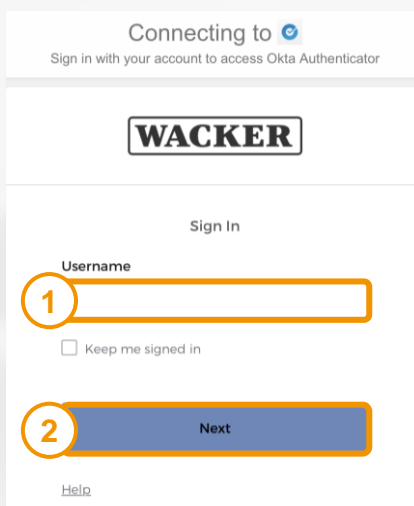 Connecting to
Sign in with your account to access Okta Authenticator
WACKER
Sign In
Username
1
Keep me signed in
2
Next
Help